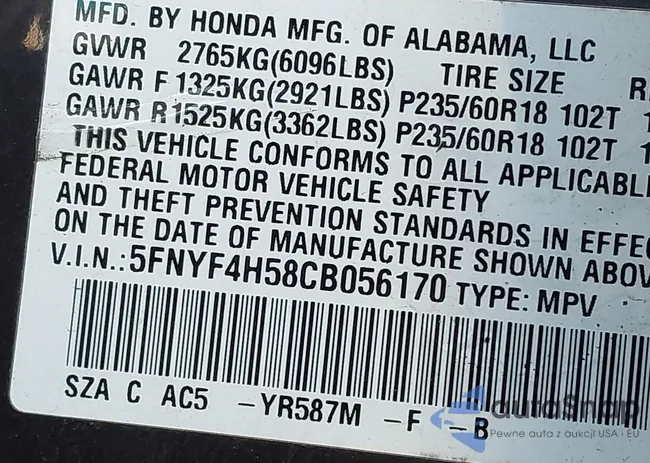 MFD. BY HONDA MFG. OF ALABAMA, LLC
GVWR 2765KG(6096LBS) TIRE SIZE
GAWR F 1325KG(2921LBS) P235/60R18 102T
GAWR R1525KG(3362LBS) P235/60R18 102T
THIS VEHICLE CONFORMS TO ALL APPLICABL
FEDERAL MOTOR VEHICLE SAFETY
AND THEFT PREVENTION STANDARDS IN EFFE
ON THE DATE OF MANUFACTURE SHOWN ABOV
V.I.N.:5FNYF4H58CB056170 TYPE: MPV
SZA C AC5 -YR587M -F -B
autoSnap
Pewne auta z aukcji USA · EU